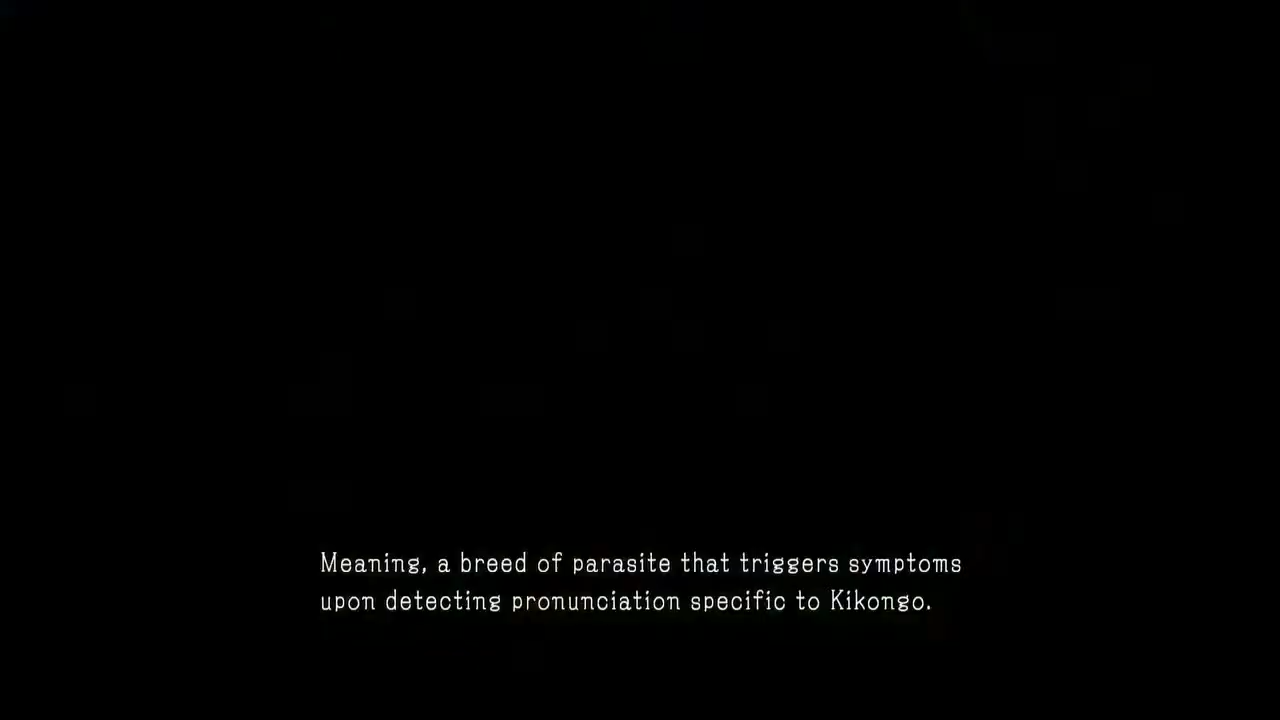 Meaning, a breed of parasite that triggers symptoms
upon detecting pronunciation specific to Kikongo.